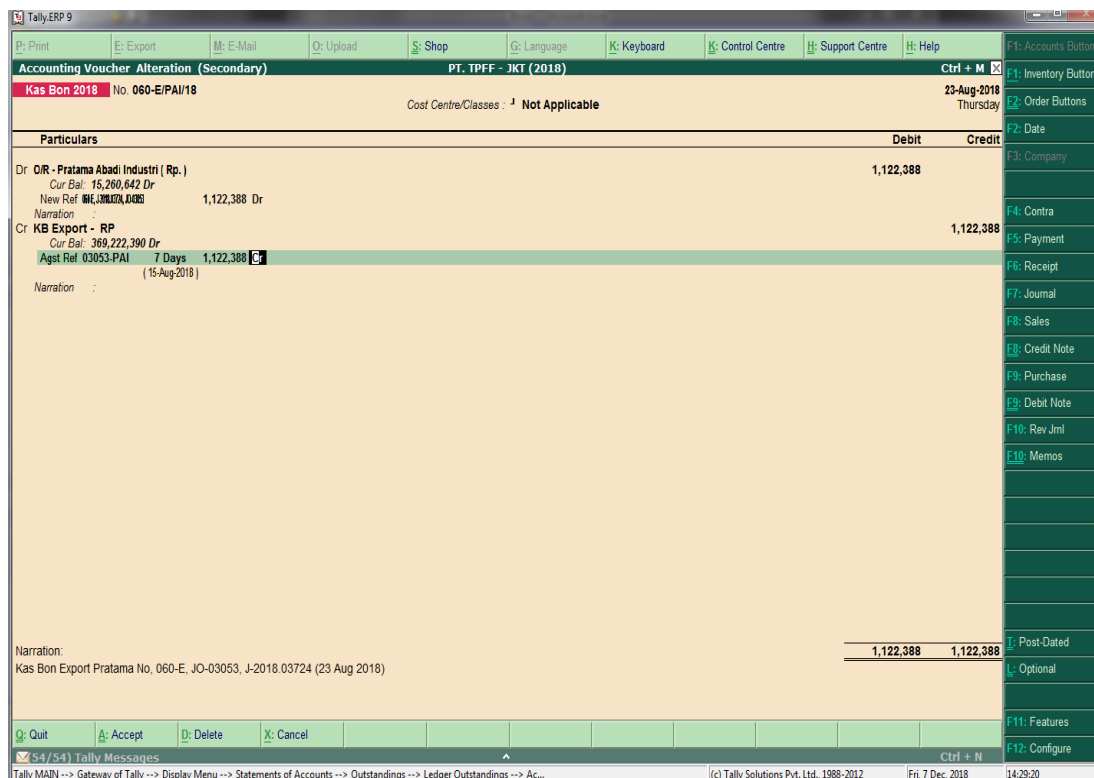 Tally.ERP 9
P: Print E: Export M: E-Mail O: Upload S: Shop G: Language K: Keyboard K: Control Centre H: Support Centre H: Help
Accounting Voucher Alteration (Secondary) PT. TPFF - JKT (2018) Ctrl + M
Kas Bon 2018 No. 060-E/PAI/18 23-Aug-2018
Cost Centre/Classes : ┘ Not Applicable Thursday
Particulars Debit Credit
Dr O/R - Pratama Abadi Industri ( Rp. ) 1,122,388
Cur Bal: 15,260,642 Dr
New Ref 1,122,388 Dr
Narration :
Cr KB Export - RP 1,122,388
Cur Bal: 369,222,390 Dr
Agst Ref 03053-PAI 7 Days 1,122,388 Cr
( 15-Aug-2018 )
Narration :
Narration: 1,122,388 1,122,388
Kas Bon Export Pratama No, 060-E, JO-03053, J-2018.03724 (23 Aug 2018)
Q: Quit A: Accept D: Delete X: Cancel
(54/54) Tally Messages Ctrl + N
Tally MAIN --> Gateway of Tally --> Display Menu --> Statements of Accounts --> Outstandings --> Ledger Outstandings --> Ac... (c) Tally Solutions Pvt. Ltd., 1988-2012 Fri, 7 Dec, 2018 14:29:20
F1: Accounts Button
F1: Inventory Button
F2: Order Buttons
F2: Date
F3: Company
F4: Contra
F5: Payment
F6: Receipt
F7: Journal
F8: Sales
F8: Credit Note
F9: Purchase
F9: Debit Note
F10: Rev Jrnl
F10: Memos
T: Post-Dated
L: Optional
F11: Features
F12: Configure